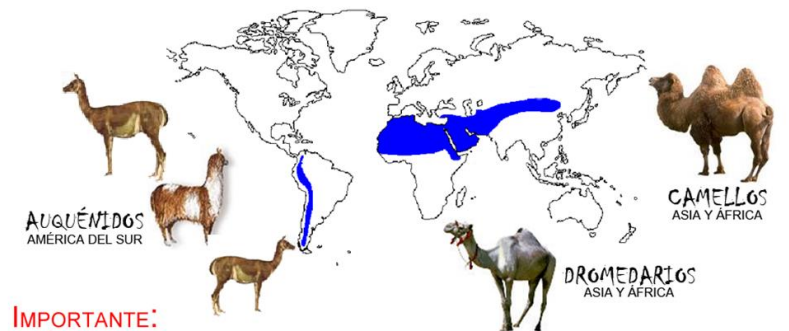 AUQUÉNIDOS
AMÉRICA DEL SUR
CAMELLOS
ASIA Y ÁFRICA
DROMEDARIOS
ASIA Y ÁFRICA
IMPORTANTE: